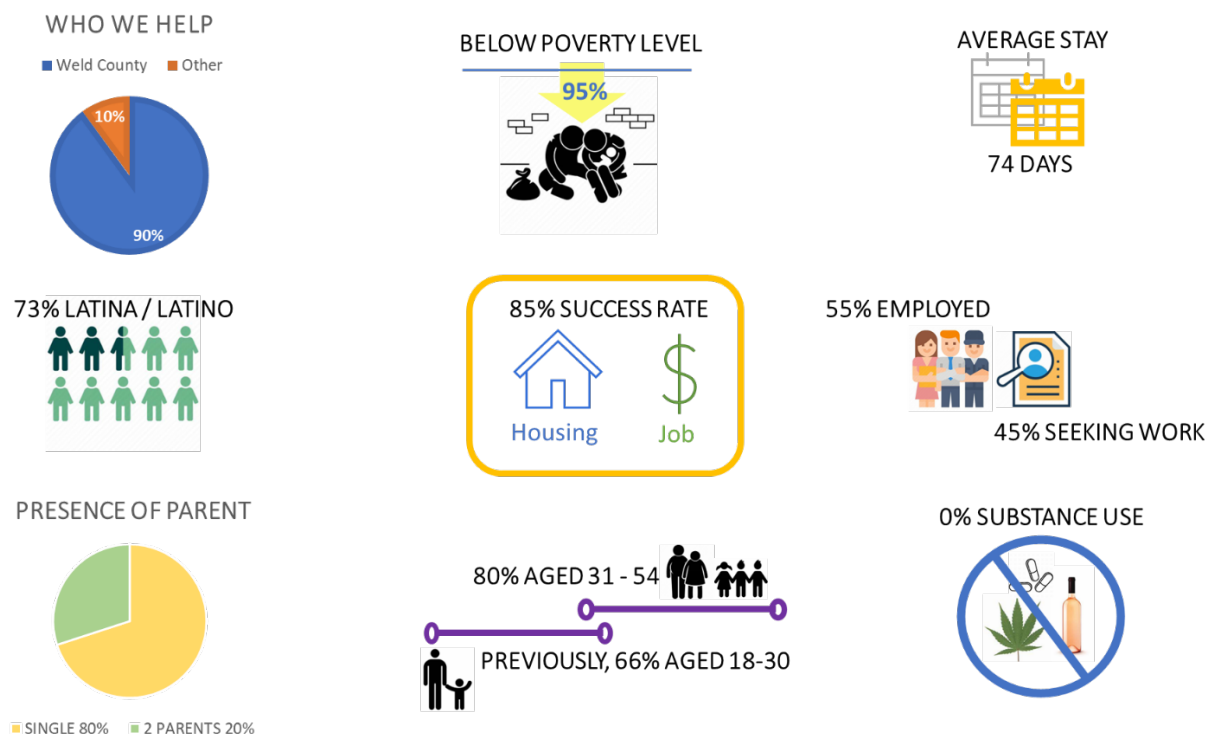 WHO WE HELP
Weld County Other
10%
90%
BELOW POVERTY LEVEL
95%
AVERAGE STAY
74 DAYS
73% LATINA / LATINO
85% SUCCESS RATE
Housing
Job
55% EMPLOYED
45% SEEKING WORK
PRESENCE OF PARENT
SINGLE 80% 2 PARENTS 20%
80% AGED 31 - 54
PREVIOUSLY, 66% AGED 18-30
0% SUBSTANCE USE